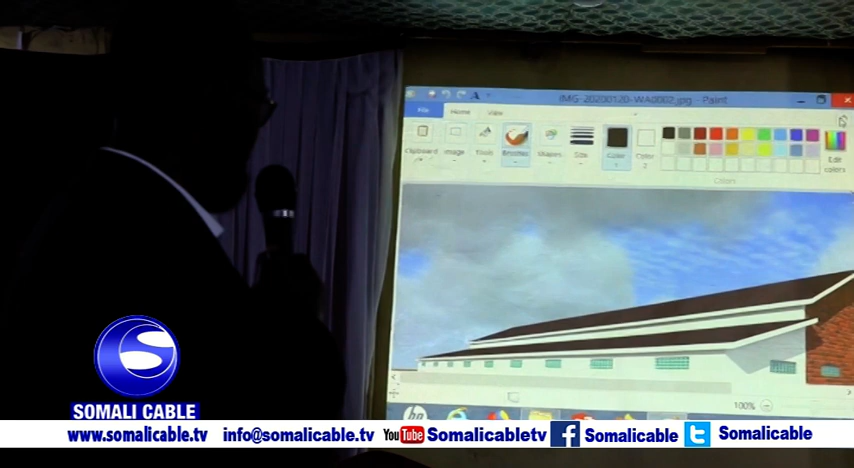 IMG-20200120-WA0002.jpg - Paint
File Home View
Clipboard Image Tools Brushes Shapes Size Color 1 Color 2 Edit colors
Colors
100%
hp
S
SOMALI CABLE
www.somalicable.tv info@somalicable.tv YouTube Somalicabletv f Somalicable t Somalicable